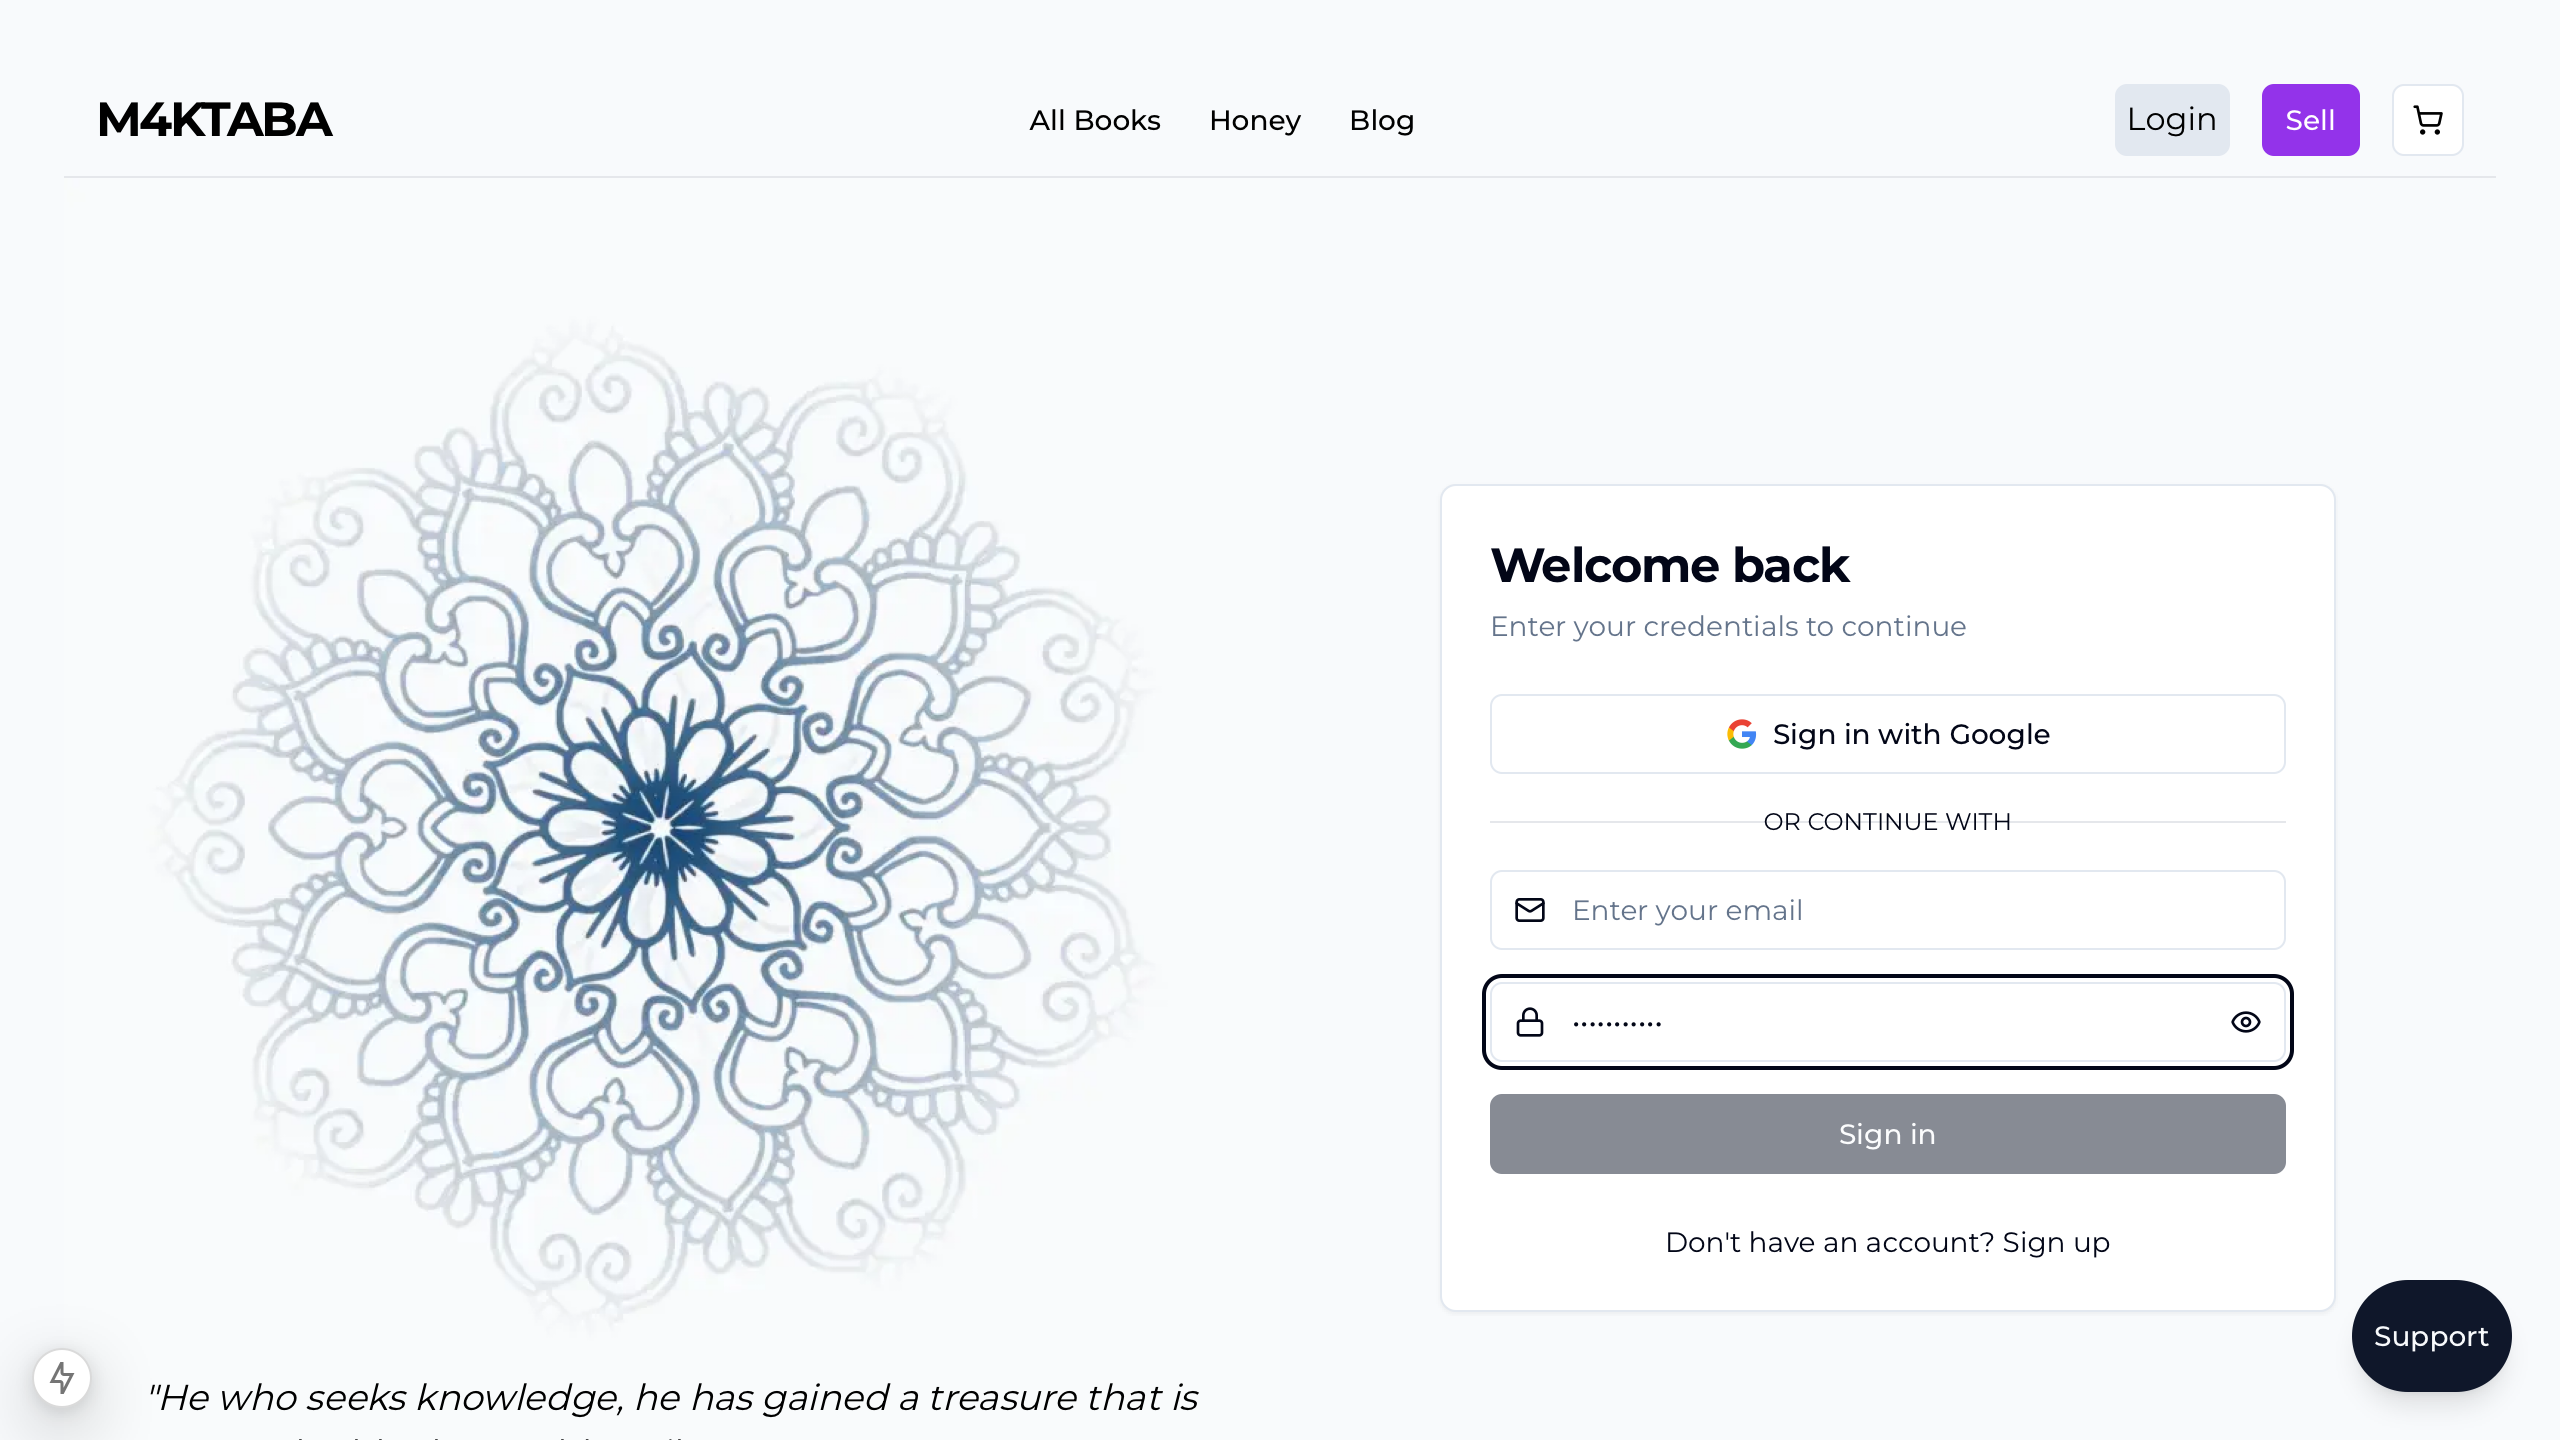 M4KTABA
All Books
Honey
Blog
Login
Sell
Welcome back
Enter your credentials to continue
Sign in with Google
OR CONTINUE WITH
Enter your email
•••••••••••
Sign in
Don't have an account? Sign up
Support
"He who seeks knowledge, he has gained a treasure that is